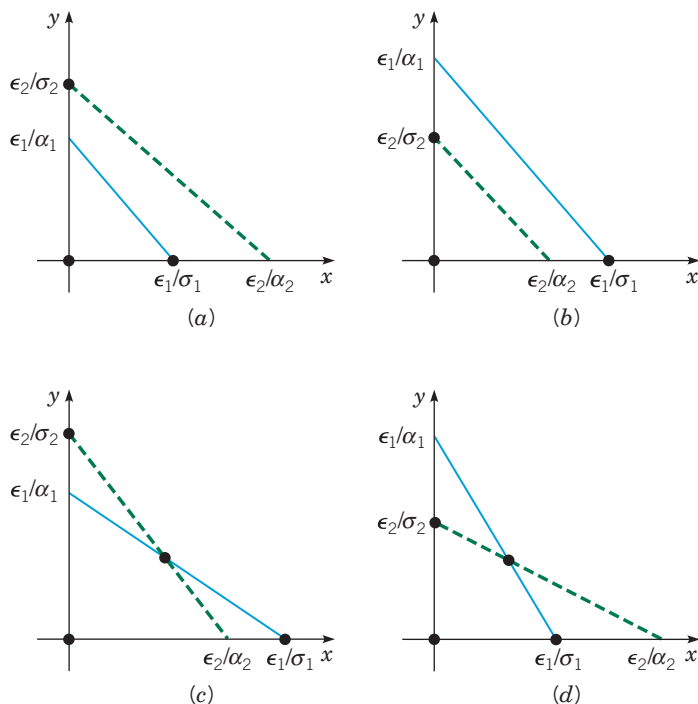 y
ϵ2/σ2
ϵ1/α1
ϵ1/σ1 ϵ2/α2 x
(a)
y
ϵ1/α1
ϵ2/σ2
ϵ2/α2 ϵ1/σ1 x
(b)
y
ϵ2/σ2
ϵ1/α1
ϵ2/α2 ϵ1/σ1 x
(c)
y
ϵ1/α1
ϵ2/σ2
ϵ1/σ1 ϵ2/α2 x
(d)